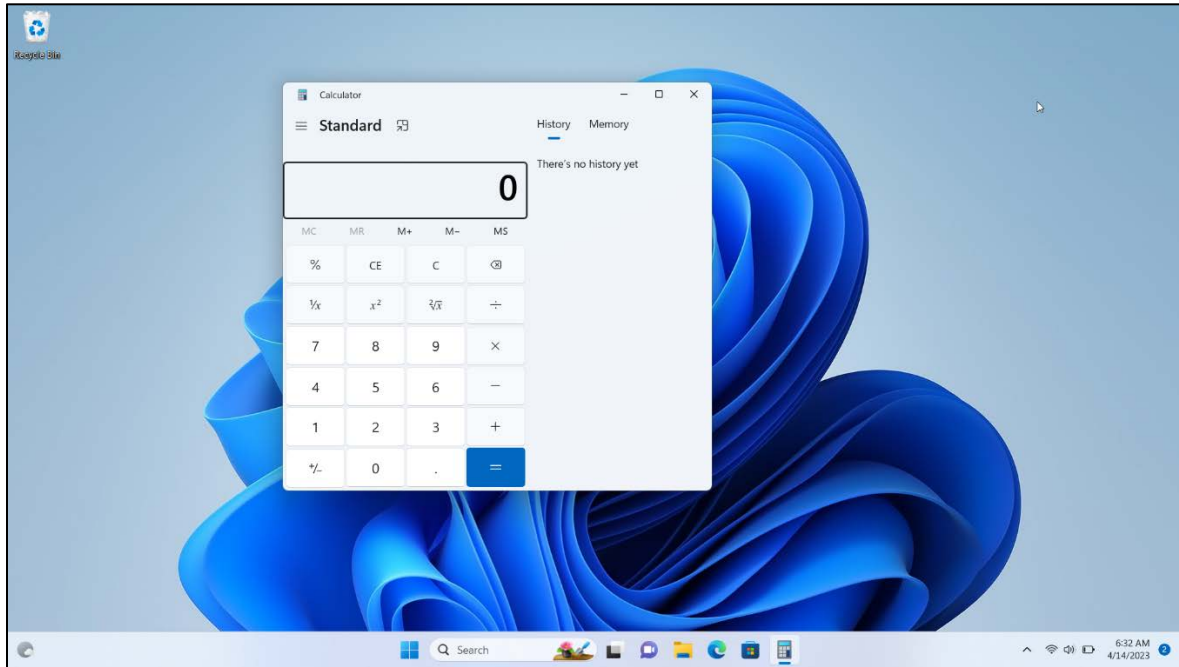 Recycle Bin
Calculator
Standard
History Memory
There's no history yet
0
MC MR M+ M− MS
% CE C
¹/x x² ²√x ÷
7 8 9 ×
4 5 6 −
1 2 3 +
+/− 0 . =
Search
6:32 AM
4/14/2023
2